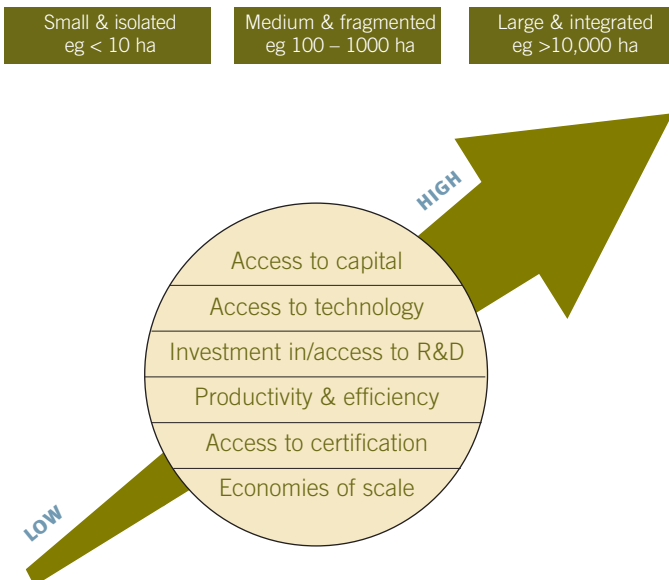 Small & isolated
eg < 10 ha
Medium & fragmented
eg 100 – 1000 ha
Large & integrated
eg >10,000 ha
HIGH
Access to capital
Access to technology
Investment in/access to R&D
Productivity & efficiency
Access to certification
Economies of scale
LOW